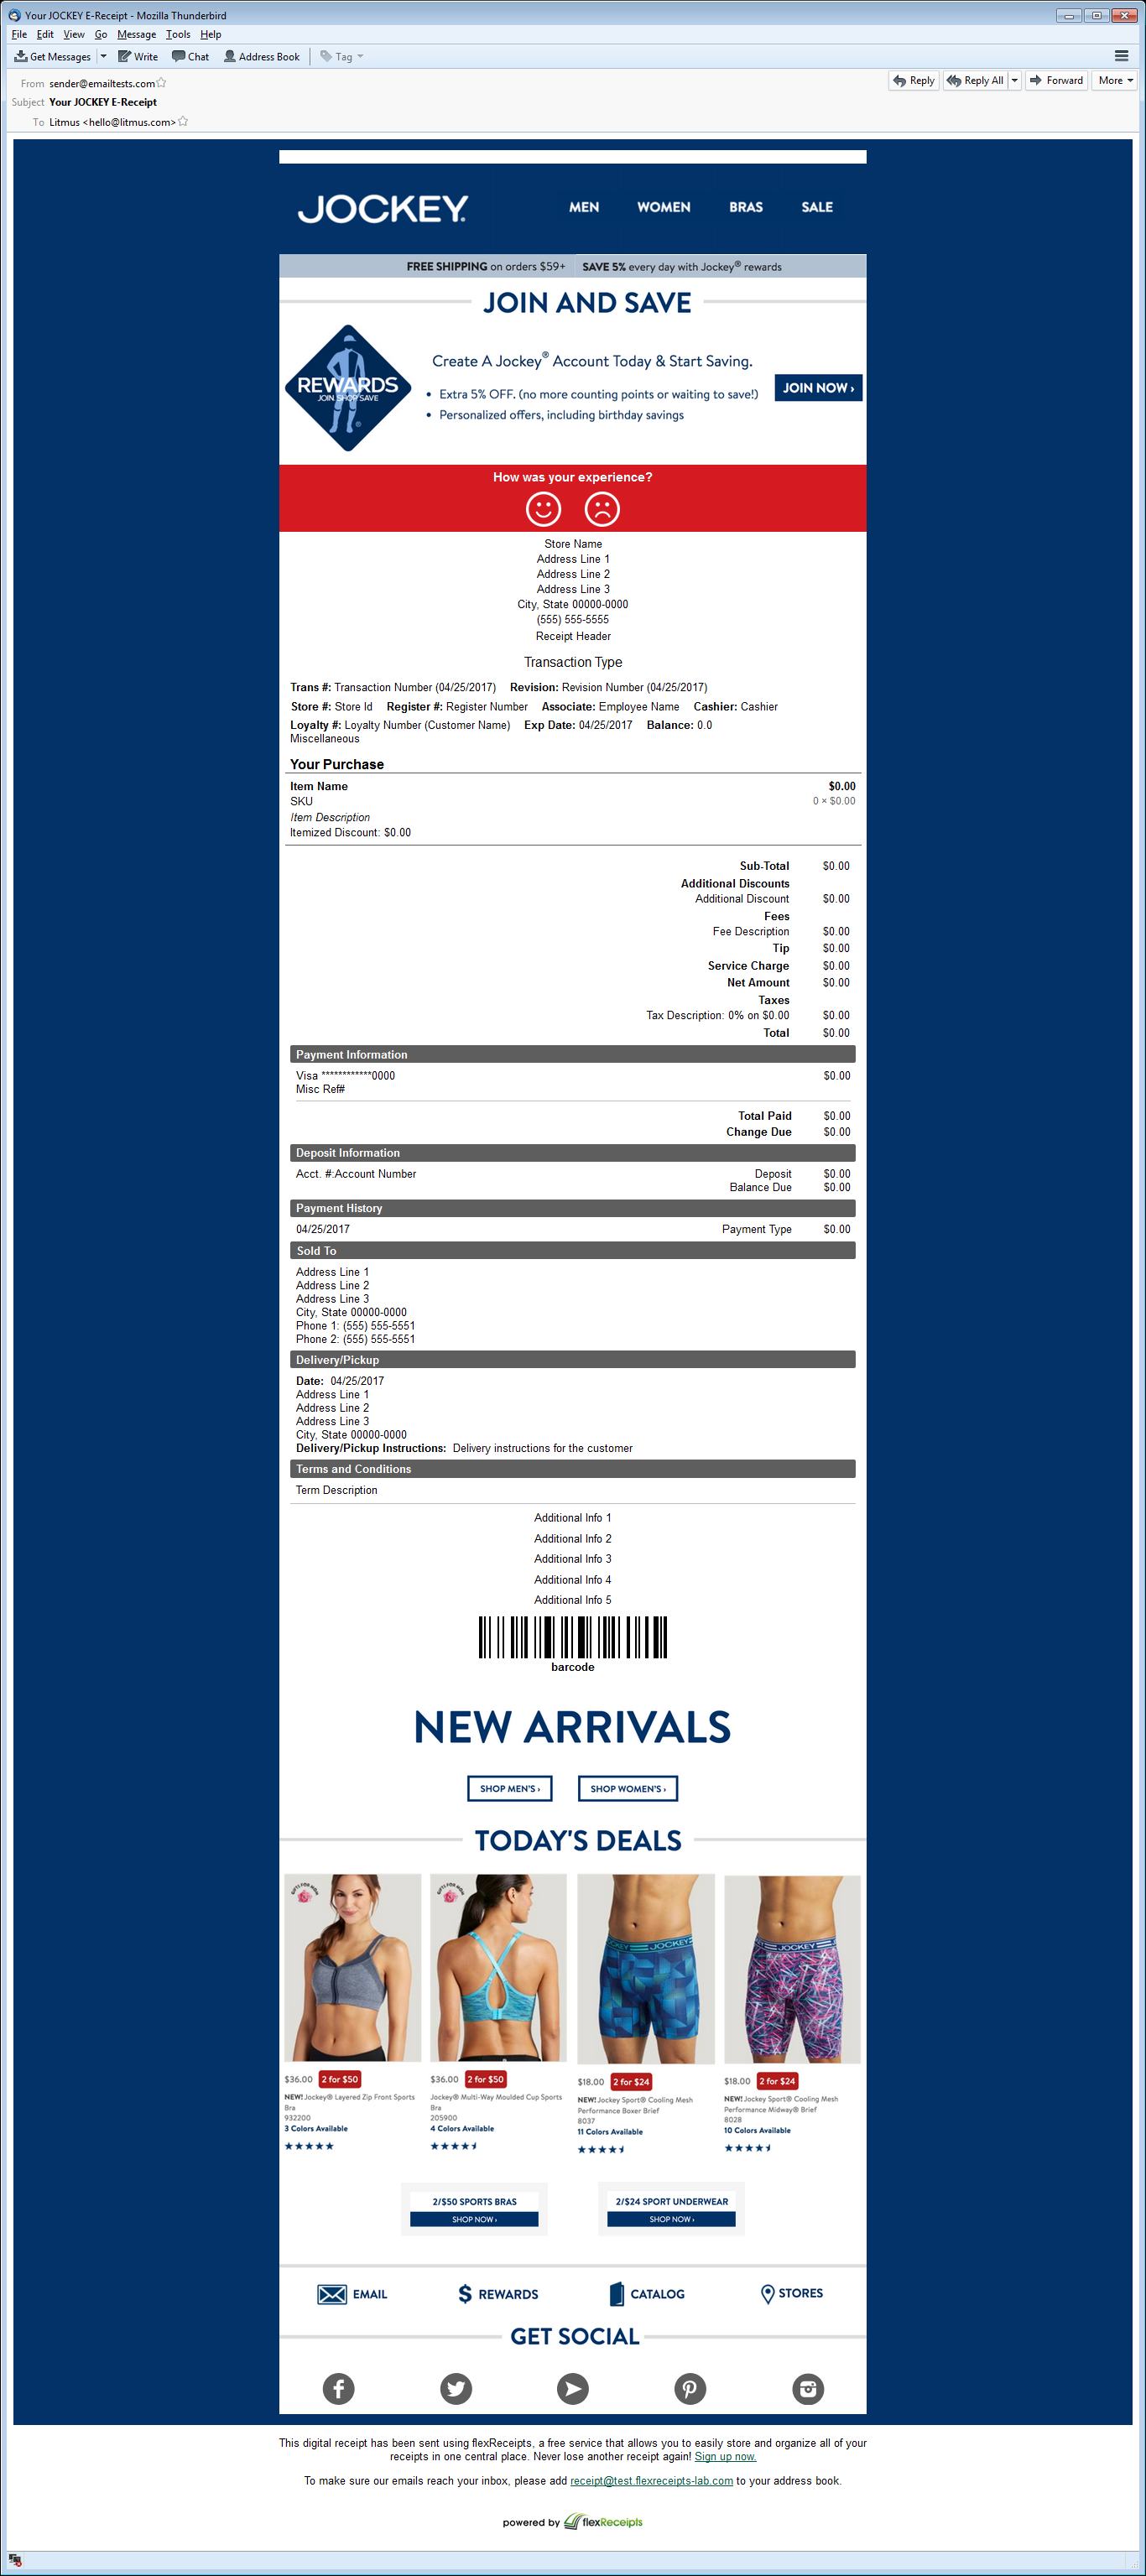 Your JOCKEY E-Receipt - Mozilla Thunderbird
File Edit View Go Message Tools Help
Get Messages Write Chat Address Book Tag
From sender@emailtests.com Reply Reply All Forward More
Subject Your JOCKEY E-Receipt
To Litmus <hello@litmus.com>
JOCKEY. MEN WOMEN BRAS SALE
FREE SHIPPING on orders $59+ SAVE 5% every day with Jockey® rewards
JOIN AND SAVE
REWARDS
JOIN SHOP SAVE
Create A Jockey® Account Today & Start Saving.
• Extra 5% OFF. (no more counting points or waiting to save!)
• Personalized offers, including birthday savings
JOIN NOW ›
How was your experience?
Store Name
Address Line 1
Address Line 2
Address Line 3
City, State 00000-0000
(555) 555-5555
Receipt Header
Transaction Type
Trans #: Transaction Number (04/25/2017) Revision: Revision Number (04/25/2017)
Store #: Store Id Register #: Register Number Associate: Employee Name Cashier: Cashier
Loyalty #: Loyalty Number (Customer Name) Exp Date: 04/25/2017 Balance: 0.0
Miscellaneous
Your Purchase
Item Name $0.00
SKU 0 × $0.00
Item Description
Itemized Discount: $0.00
Sub-Total $0.00
Additional Discounts
Additional Discount $0.00
Fees
Fee Description $0.00
Tip $0.00
Service Charge $0.00
Net Amount $0.00
Taxes
Tax Description: 0% on $0.00 $0.00
Total $0.00
Payment Information
Visa ************0000 $0.00
Misc Ref#
Total Paid $0.00
Change Due $0.00
Deposit Information
Acct. #:Account Number Deposit $0.00
Balance Due $0.00
Payment History
04/25/2017 Payment Type $0.00
Sold To
Address Line 1
Address Line 2
Address Line 3
City, State 00000-0000
Phone 1: (555) 555-5551
Phone 2: (555) 555-5551
Delivery/Pickup
Date: 04/25/2017
Address Line 1
Address Line 2
Address Line 3
City, State 00000-0000
Delivery/Pickup Instructions: Delivery instructions for the customer
Terms and Conditions
Term Description
Additional Info 1
Additional Info 2
Additional Info 3
Additional Info 4
Additional Info 5
barcode
NEW ARRIVALS
SHOP MEN'S › SHOP WOMEN'S ›
TODAY'S DEALS
GIFTS FOR MOM
GIFTS FOR MOM
JOCKEY JOCKEY
JOCKEY
$36.00 2 for $50
NEW! Jockey® Layered Zip Front Sports
Bra
932200
3 Colors Available
$36.00 2 for $50
Jockey® Multi-Way Moulded Cup Sports
Bra
205900
4 Colors Available
$18.00 2 for $24
NEW! Jockey Sport® Cooling Mesh
Performance Boxer Brief
8037
11 Colors Available
$18.00 2 for $24
NEW! Jockey Sport® Cooling Mesh
Performance Midway® Brief
8028
10 Colors Available
2/$50 SPORTS BRAS
SHOP NOW ›
2/$24 SPORT UNDERWEAR
SHOP NOW ›
EMAIL REWARDS CATALOG STORES
GET SOCIAL
This digital receipt has been sent using flexReceipts, a free service that allows you to easily store and organize all of your
receipts in one central place. Never lose another receipt again! Sign up now.
To make sure our emails reach your inbox, please add receipt@test.flexreceipts-lab.com to your address book.
powered by flexReceipts